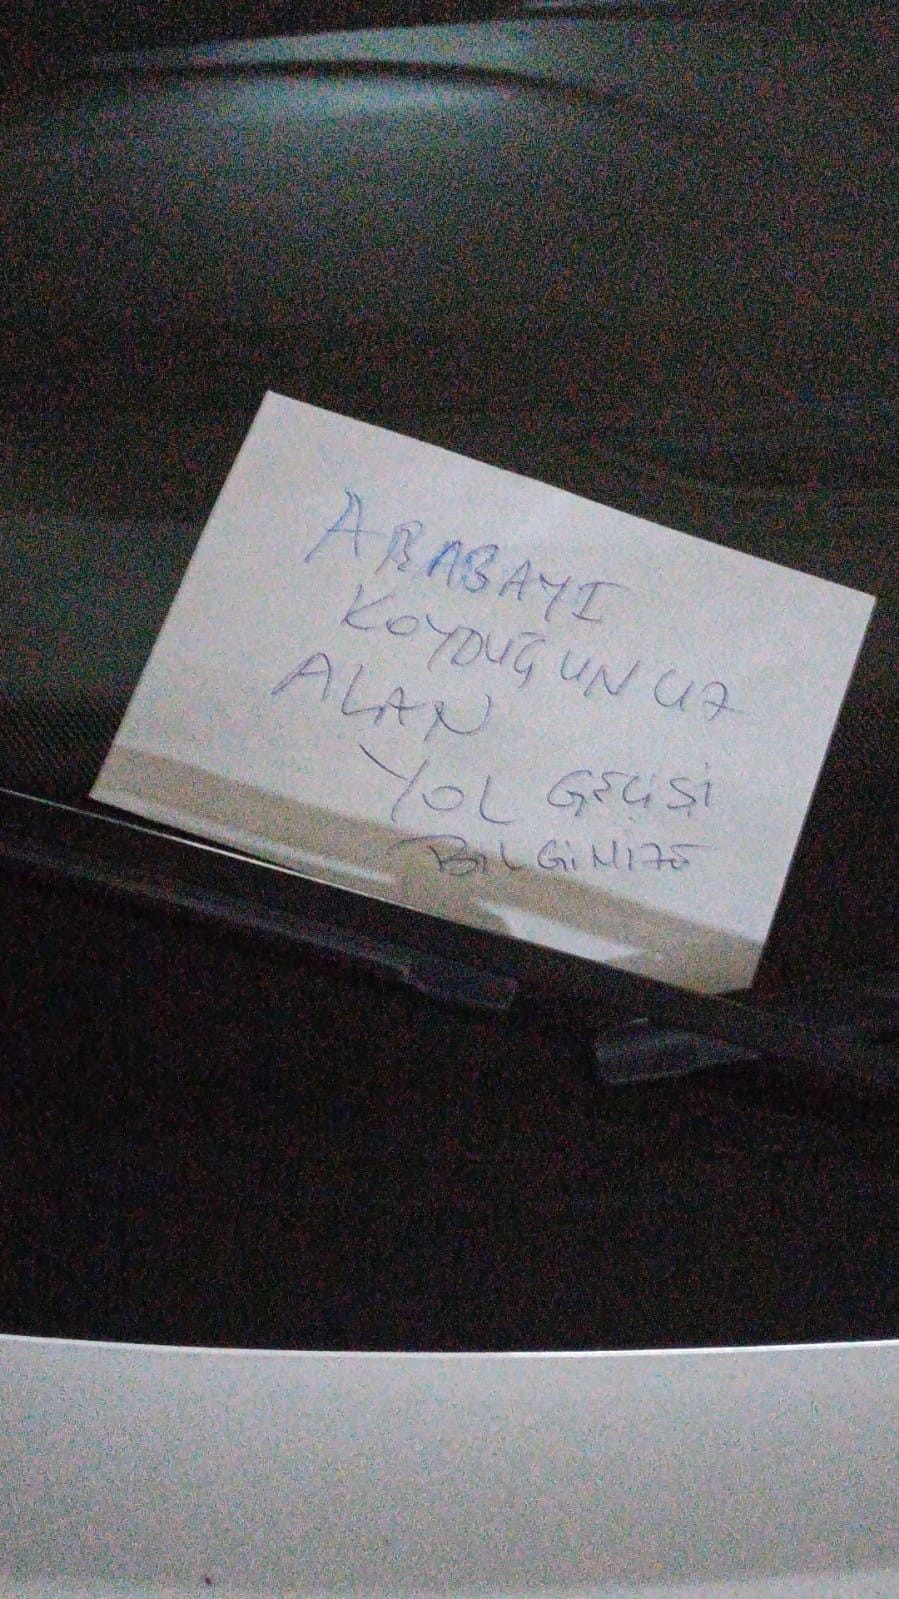 ARABAYI
KOYDUĞUNUZ
ALAN
YOL GEÇİŞİ
BİLGİNİZE